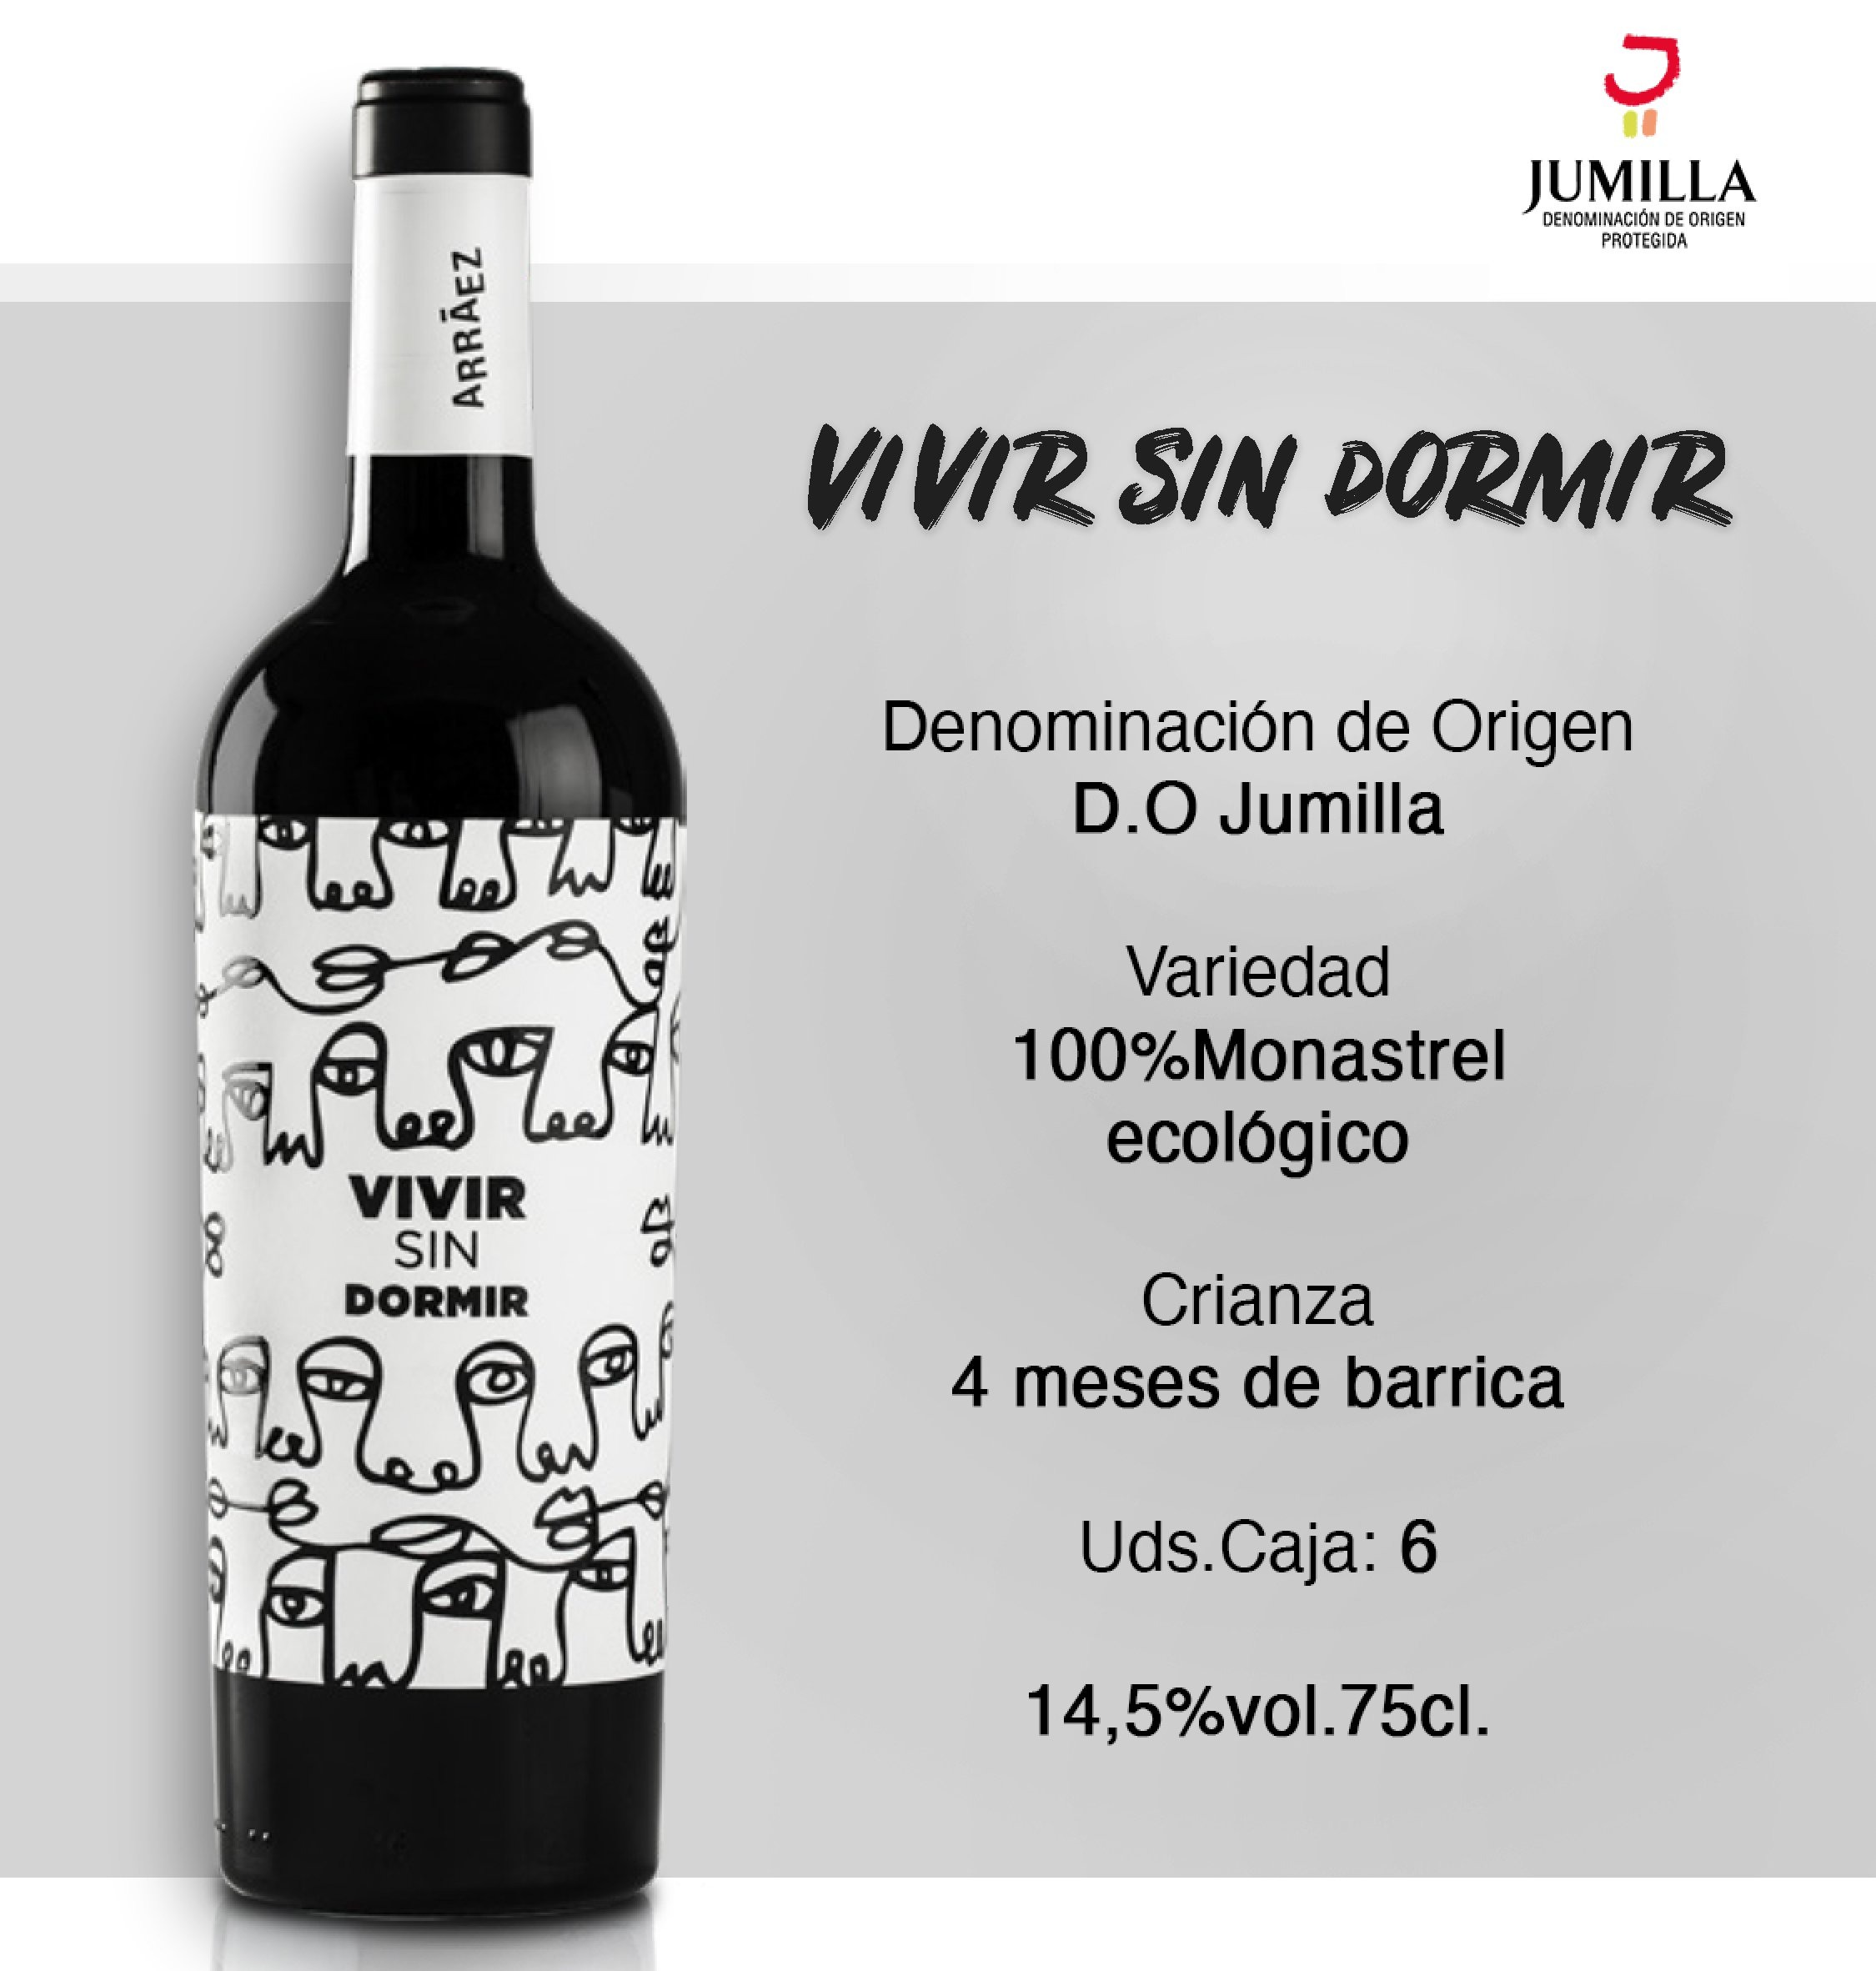 JUMILLA
DENOMINACIÓN DE ORIGEN
PROTEGIDA
ARRÁEZ
VIVIR SIN DORMIR
Denominación de Origen
D.O Jumilla
Variedad
100%Monastrel
ecológico
Crianza
4 meses de barrica
Uds.Caja: 6
14,5%vol.75cl.
VIVIR
SIN
DORMIR